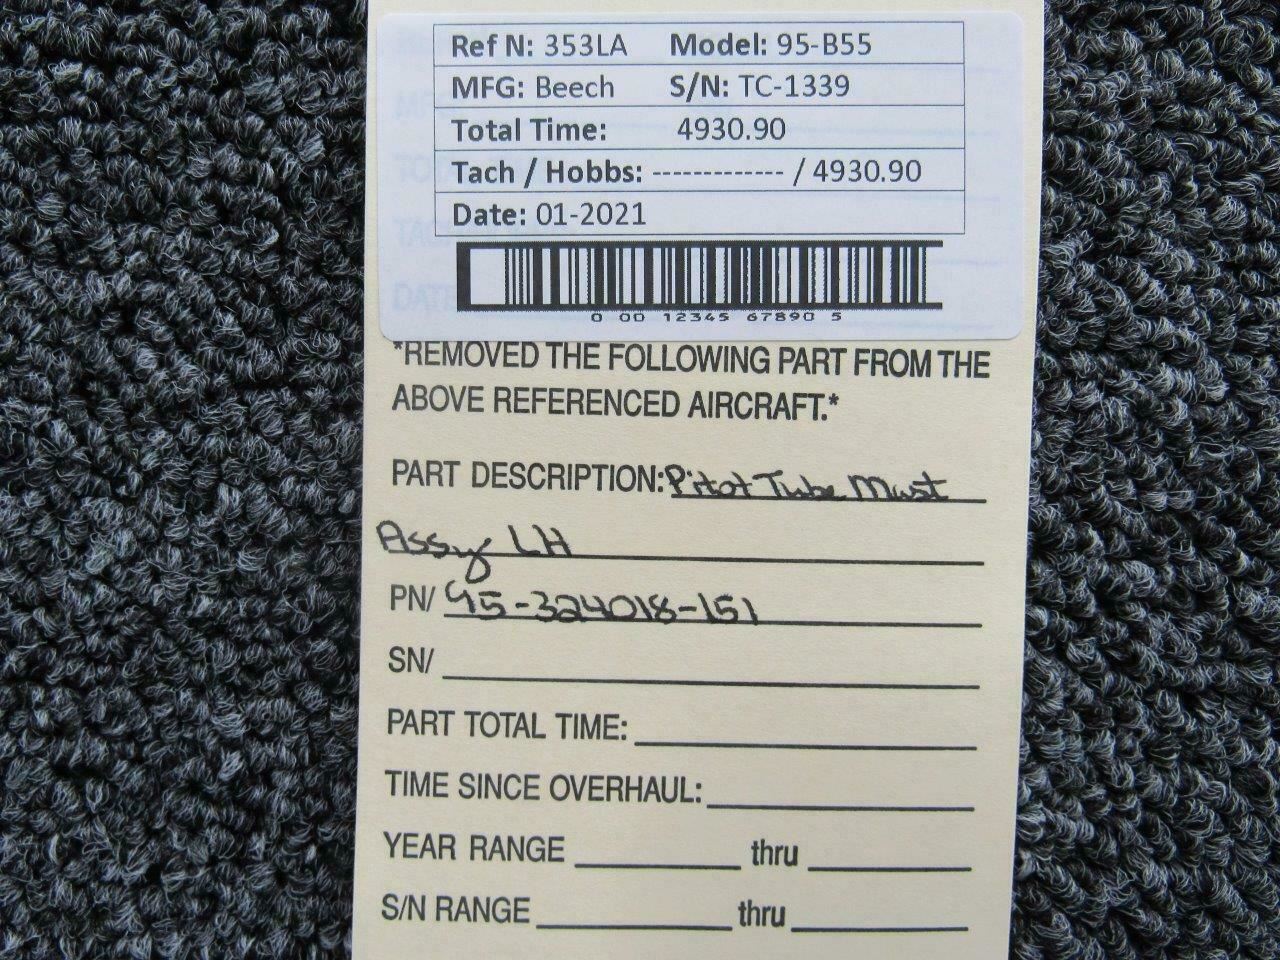 Ref N: 353LA Model: 95-B55
MFG: Beech S/N: TC-1339
Total Time: 4930.90
Tach / Hobbs: ------------- / 4930.90
Date: 01-2021
0 00 12345 67890 5
*REMOVED THE FOLLOWING PART FROM THE
ABOVE REFERENCED AIRCRAFT.*
PART DESCRIPTION: Pitot Tube Mast
Assy LH
PN/ 95-324018-151
SN/
PART TOTAL TIME:
TIME SINCE OVERHAUL:
YEAR RANGE thru
S/N RANGE thru